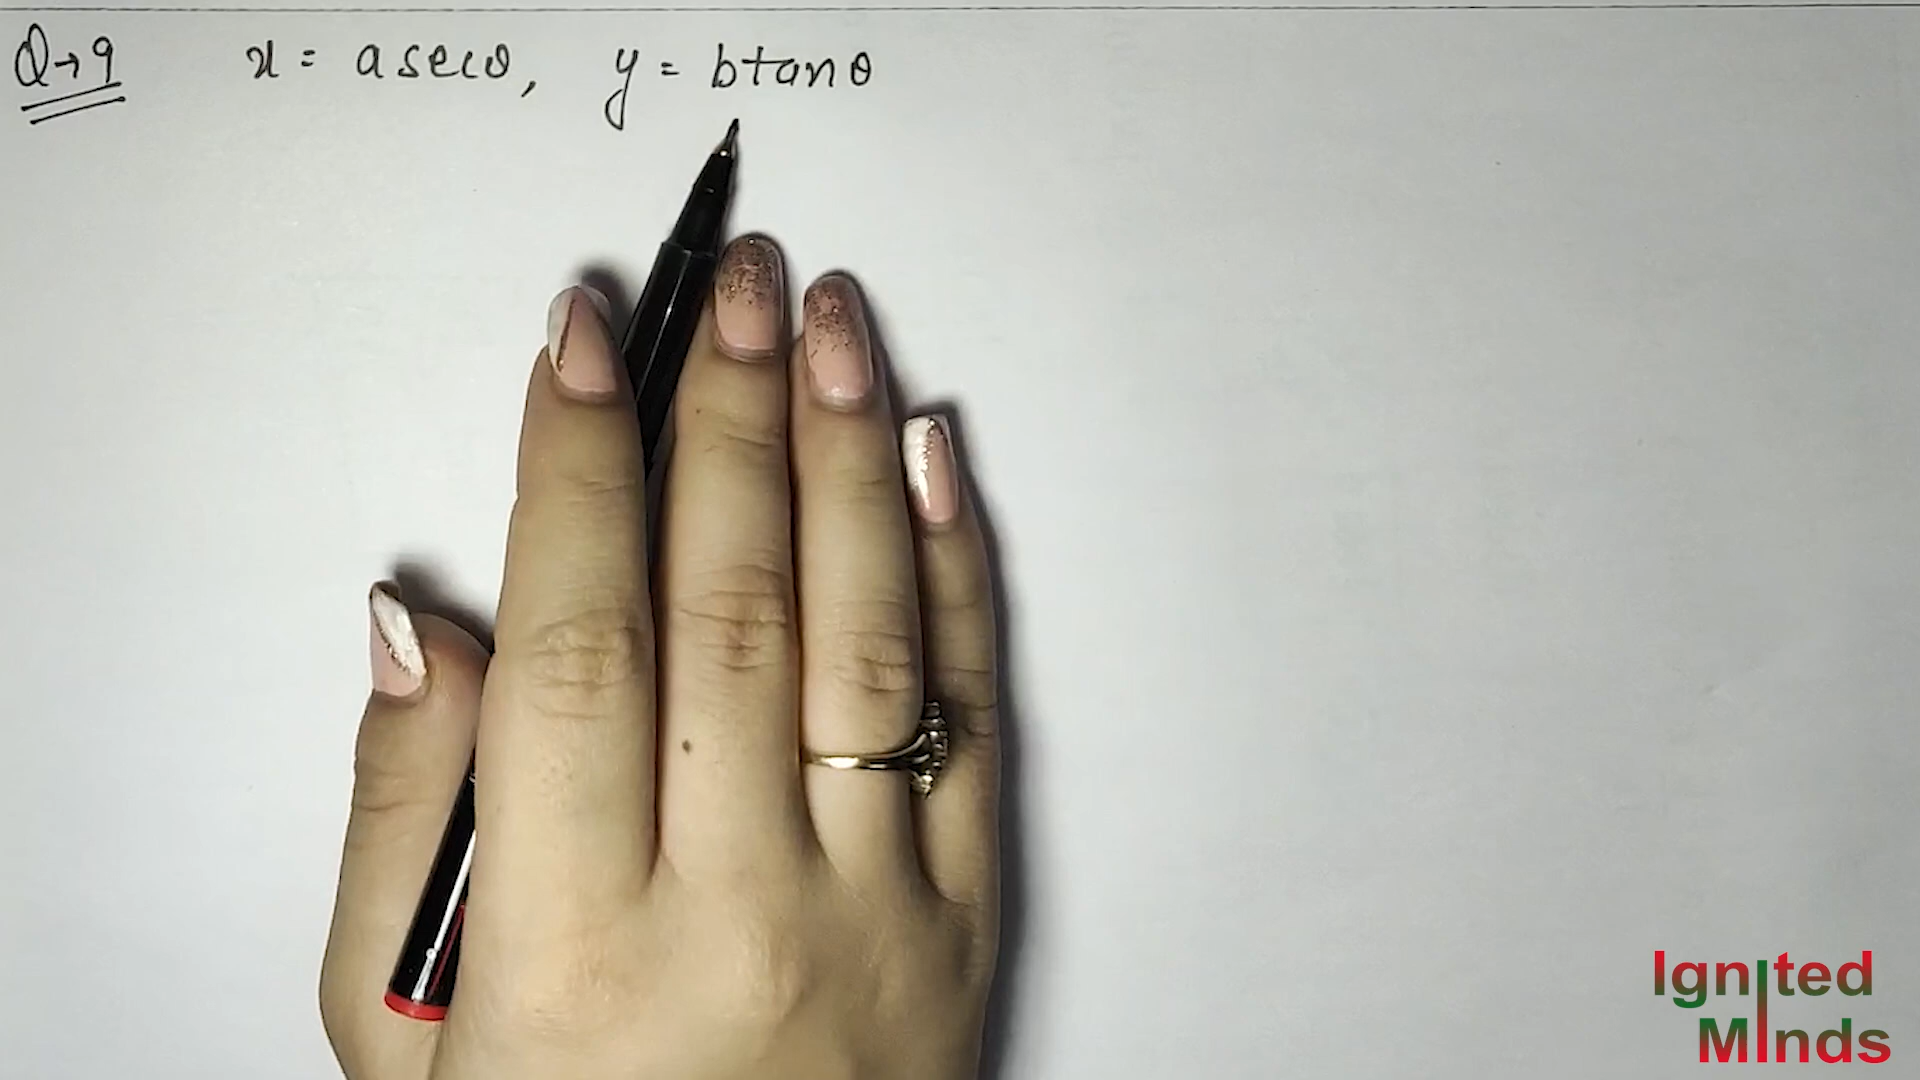 Q→9 x = a secθ, y = b tanθ
Ignited
Minds